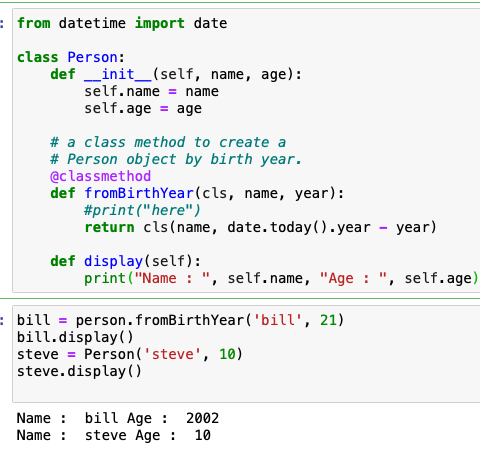 from datetime import date
class Person:
    def __init__(self, name, age):
        self.name = name
        self.age = age
    # a class method to create a
    # Person object by birth year.
    @classmethod
    def fromBirthYear(cls, name, year):
        #print("here")
        return cls(name, date.today().year - year)
    def display(self):
        print("Name : ", self.name, "Age : ", self.age)
bill = person.fromBirthYear('bill', 21)
bill.display()
steve = Person('steve', 10)
steve.display()
Name :  bill Age :  2002
Name :  steve Age :  10